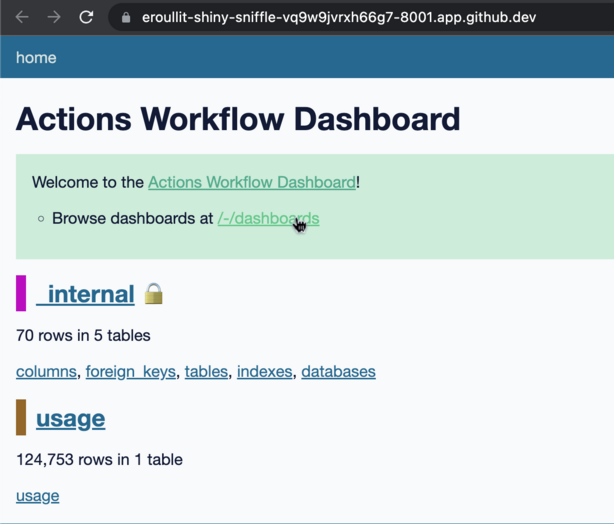 eroullit-shiny-sniffle-vq9w9jvrxh66g7-8001.app.github.dev
home
Actions Workflow Dashboard
Welcome to the Actions Workflow Dashboard!
Browse dashboards at /-/dashboards
_internal
70 rows in 5 tables
columns, foreign_keys, tables, indexes, databases
usage
124,753 rows in 1 table
usage